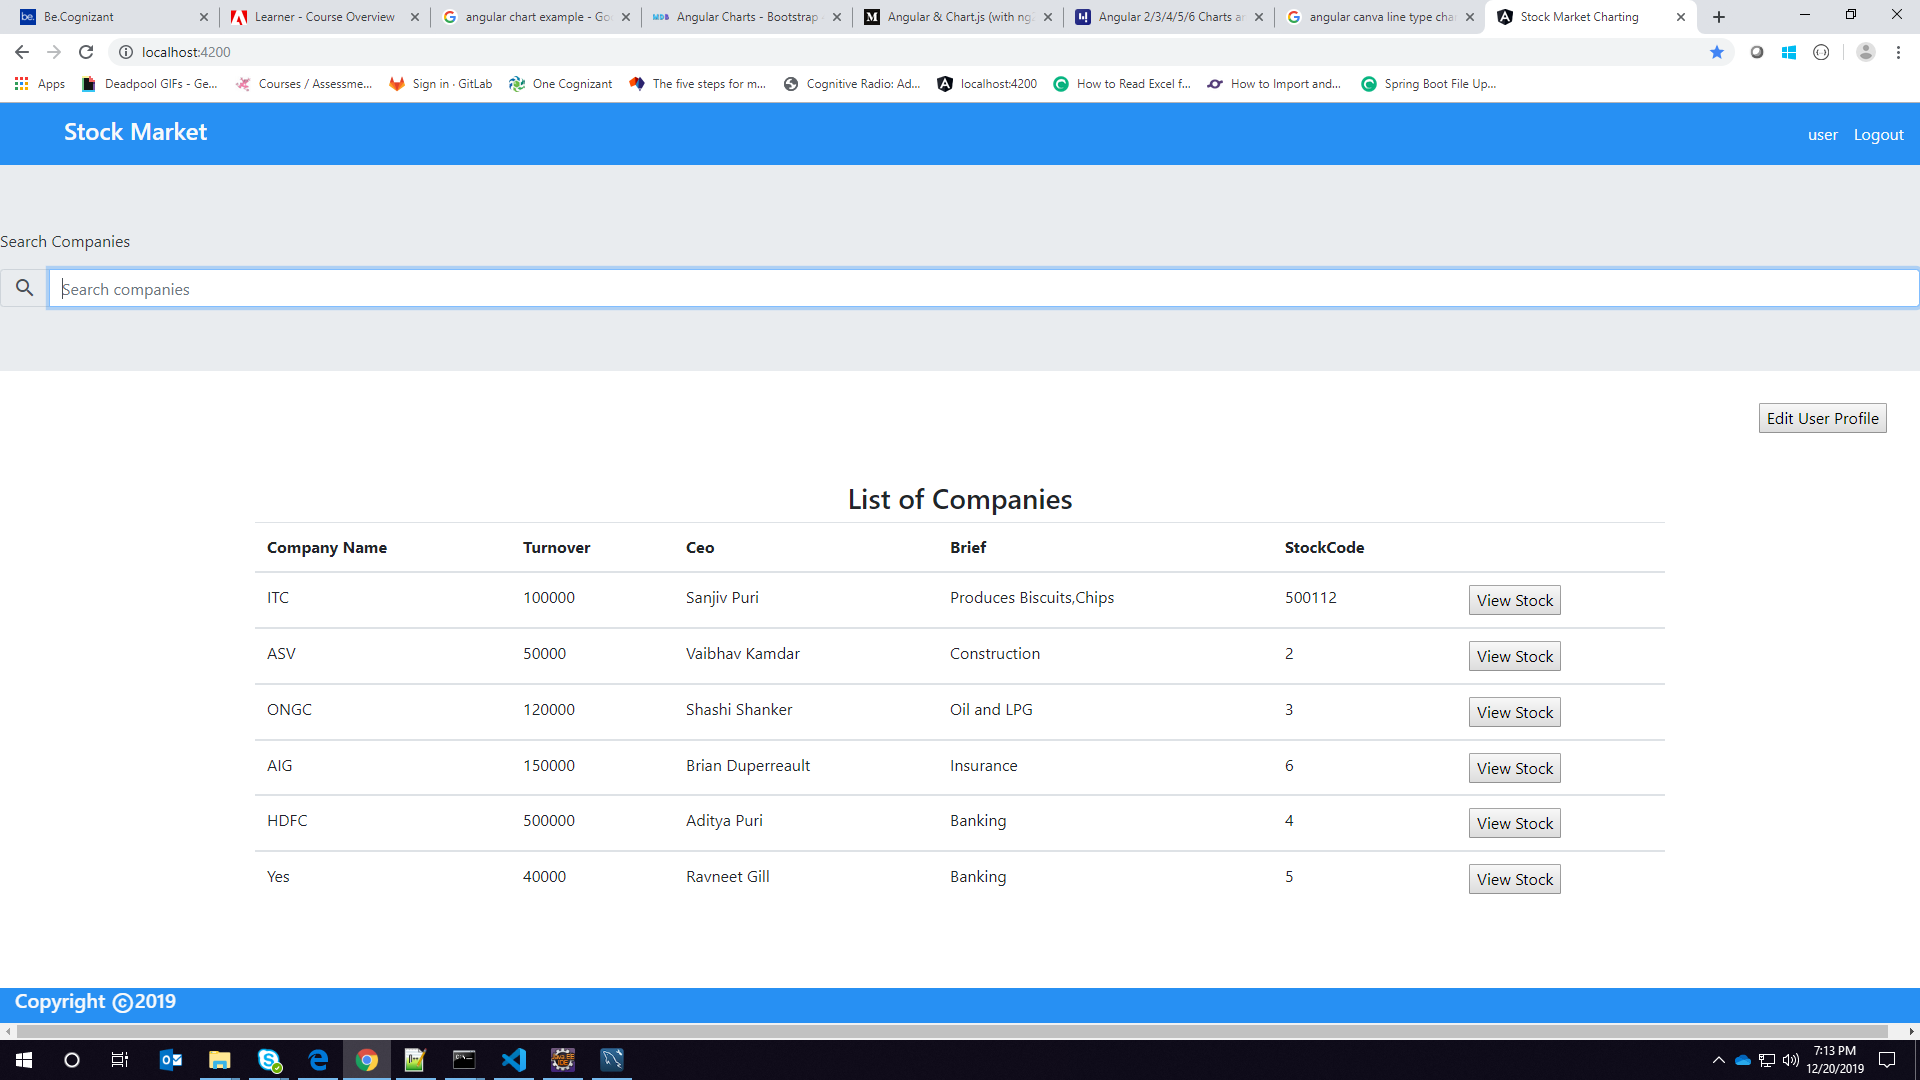 Be.Cognizant
Learner - Course Overview
angular chart example - Goo
Angular Charts - Bootstrap
Angular & Chart.js (with ng2
Angular 2/3/4/5/6 Charts an
angular canva line type cha
Stock Market Charting
localhost:4200
Apps
Deadpool GIFs - Ge...
Courses / Assessme...
Sign in · GitLab
One Cognizant
The five steps for m...
Cognitive Radio: Ad...
localhost:4200
How to Read Excel f...
How to Import and...
Spring Boot File Up...
Stock Market
user Logout
Search Companies
Search companies
Edit User Profile
List of Companies
Company Name Turnover Ceo Brief StockCode
ITC 100000 Sanjiv Puri Produces Biscuits,Chips 500112 View Stock
ASV 50000 Vaibhav Kamdar Construction 2 View Stock
ONGC 120000 Shashi Shanker Oil and LPG 3 View Stock
AIG 150000 Brian Duperreault Insurance 6 View Stock
HDFC 500000 Aditya Puri Banking 4 View Stock
Yes 40000 Ravneet Gill Banking 5 View Stock
Copyright ©2019
7:13 PM
12/20/2019